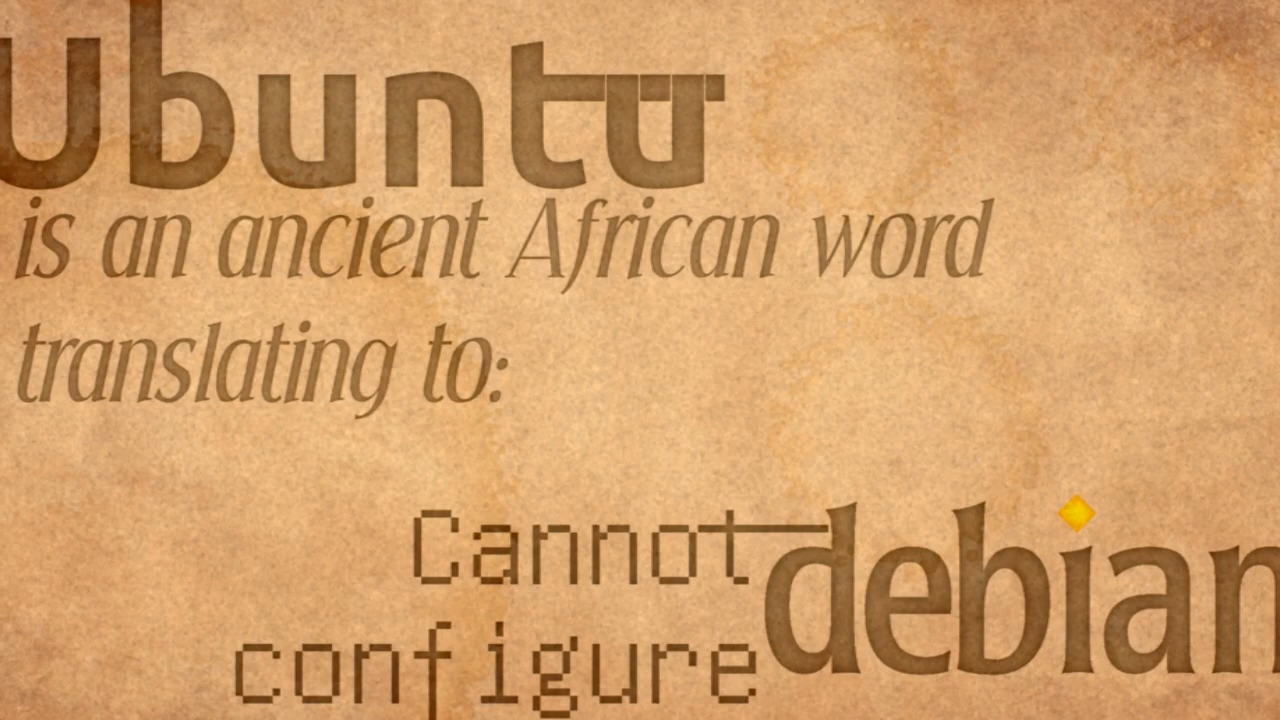 Ubuntu
is an ancient African word
translating to:
Cannot
configure debian